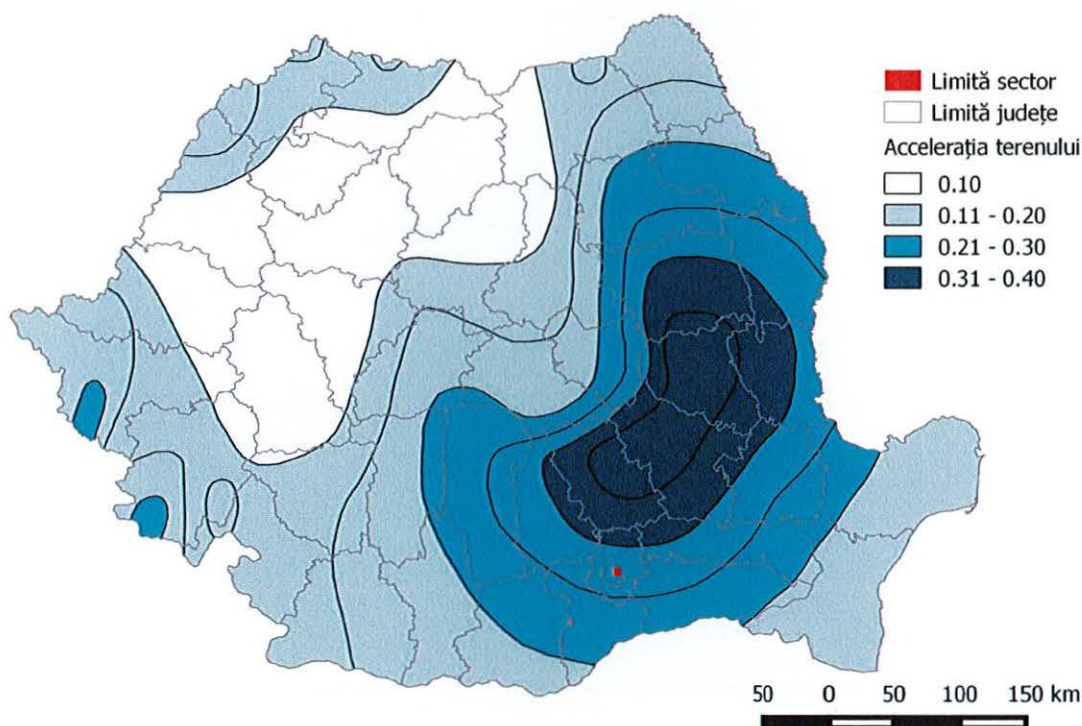 Limită sector
Limită județe
Accelerația terenului
0.10
0.11 - 0.20
0.21 - 0.30
0.31 - 0.40
50 0 50 100 150 km